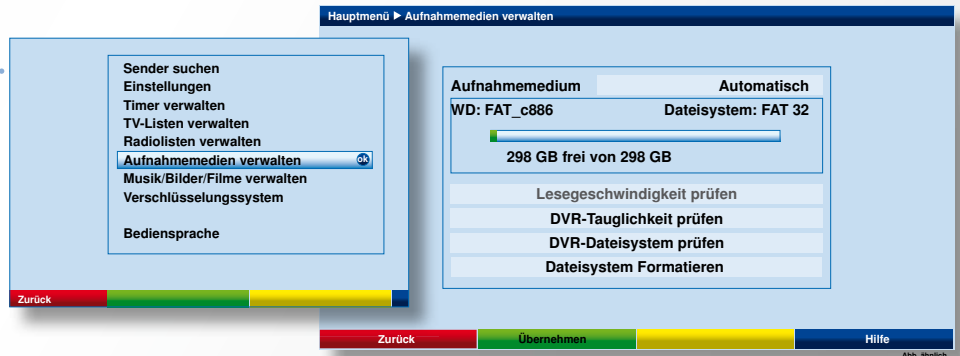 Hauptmenü ▶ Aufnahmemedien verwalten
Sender suchen
Einstellungen
Timer verwalten
TV-Listen verwalten
Radiolisten verwalten
Aufnahmemedien verwalten ok
Musik/Bilder/Filme verwalten
Verschlüsselungssystem
Bediensprache
Zurück
Aufnahmemedium Automatisch
WD: FAT_c886 Dateisystem: FAT 32
298 GB frei von 298 GB
Lesegeschwindigkeit prüfen
DVR-Tauglichkeit prüfen
DVR-Dateisystem prüfen
Dateisystem Formatieren
Zurück Übernehmen Hilfe
Abb. ähnlich